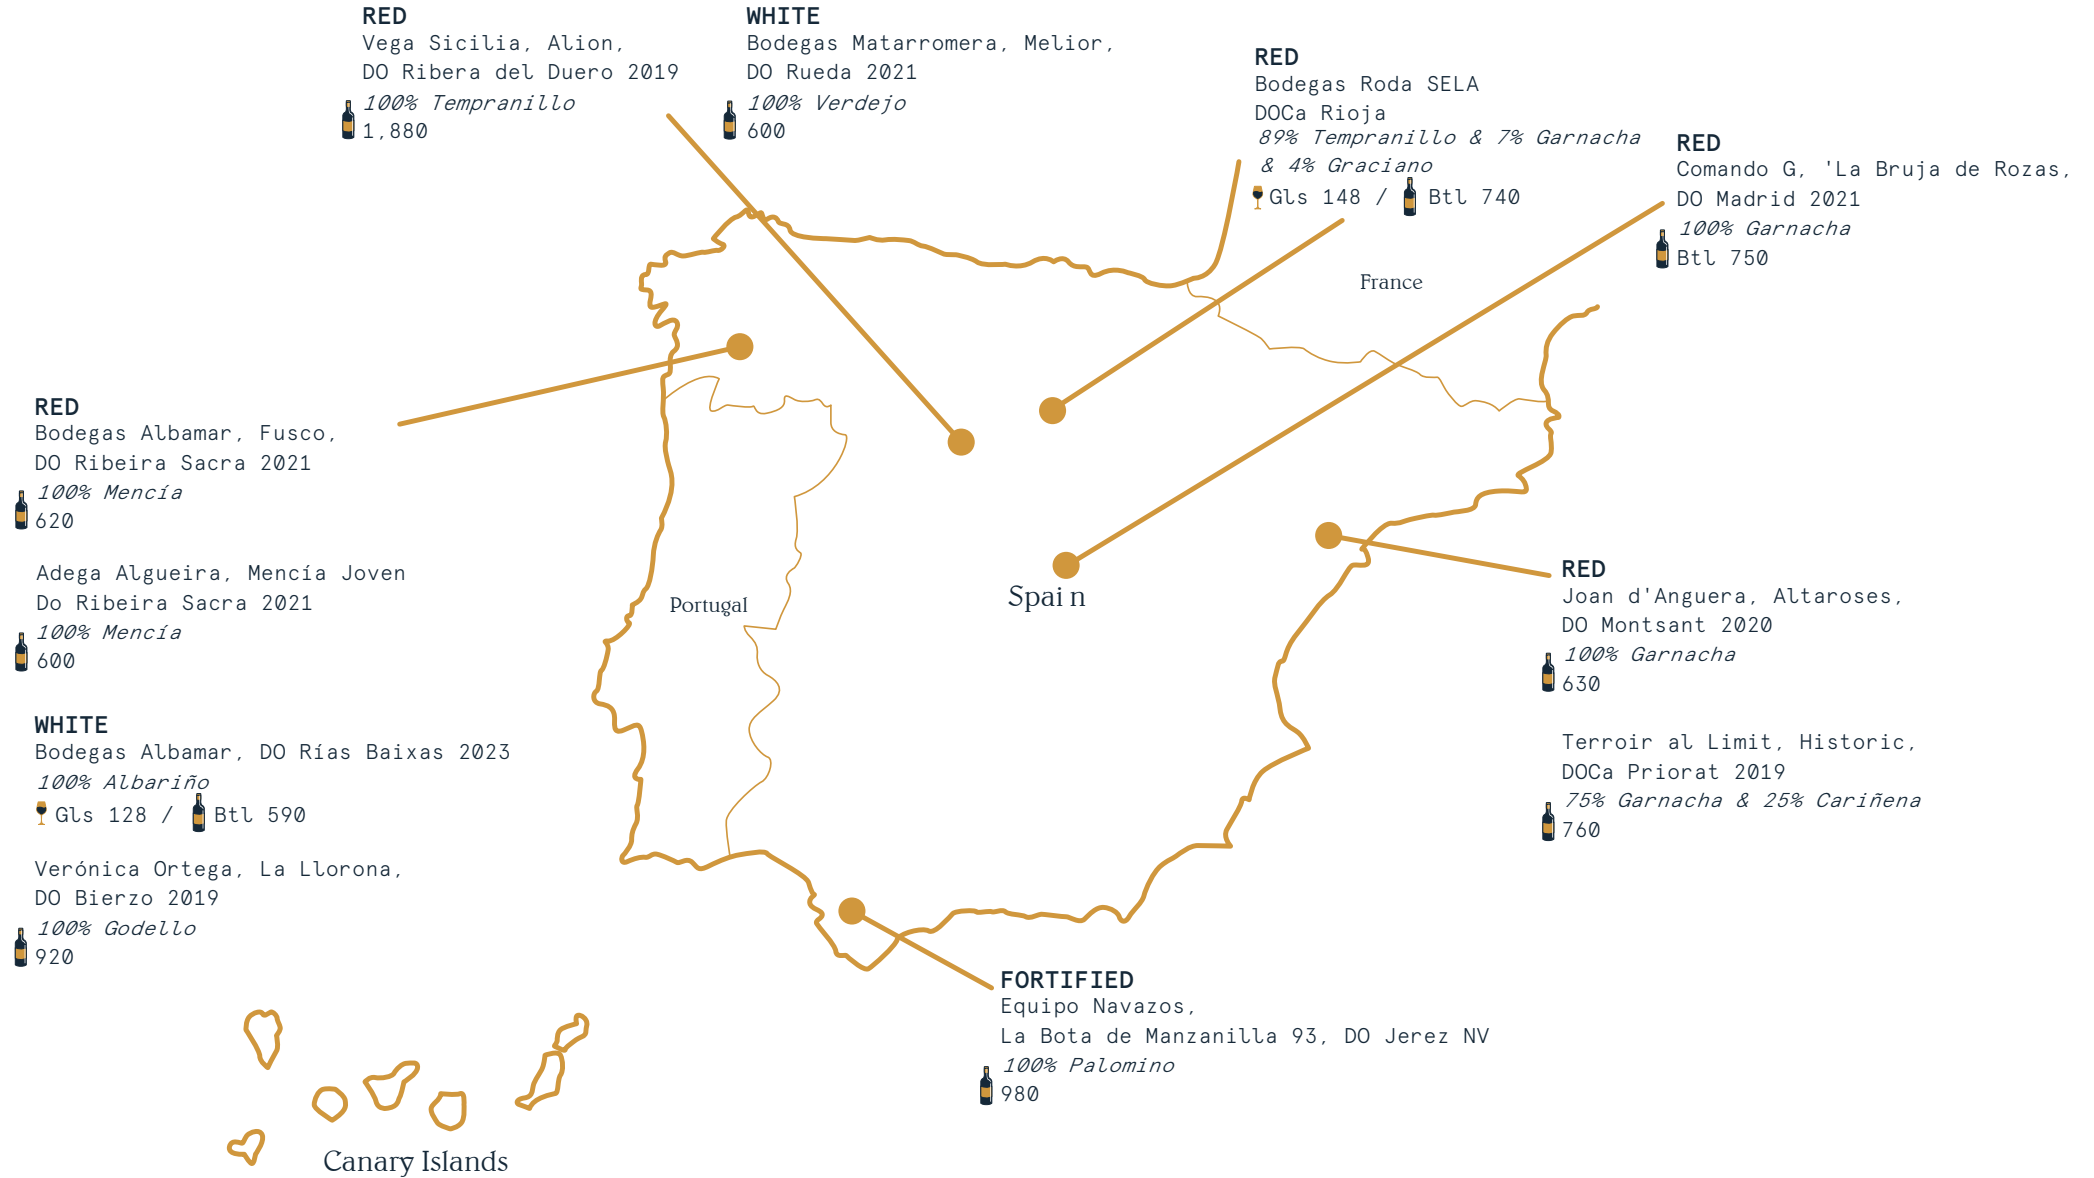 RED
Vega Sicilia, Alion,
DO Ribera del Duero 2019
100% Tempranillo
1,880
WHITE
Bodegas Matarromera, Melior,
DO Rueda 2021
100% Verdejo
600
RED
Bodegas Roda SELA
DOCa Rioja
89% Tempranillo & 7% Garnacha
& 4% Graciano
Gls 148 / Btl 740
RED
Comando G, 'La Bruja de Rozas,
DO Madrid 2021
100% Garnacha
Btl 750
France
RED
Bodegas Albamar, Fusco,
DO Ribeira Sacra 2021
100% Mencía
620
Adega Algueira, Mencía Joven
Do Ribeira Sacra 2021
100% Mencía
600
Portugal
Spain
RED
Joan d'Anguera, Altaroses,
DO Montsant 2020
100% Garnacha
630
Terroir al Limit, Historic,
DOCa Priorat 2019
75% Garnacha & 25% Cariñena
760
WHITE
Bodegas Albamar, DO Rías Baixas 2023
100% Albariño
Gls 128 / Btl 590
Verónica Ortega, La Llorona,
DO Bierzo 2019
100% Godello
920
FORTIFIED
Equipo Navazos,
La Bota de Manzanilla 93, DO Jerez NV
100% Palomino
980
Canary Islands